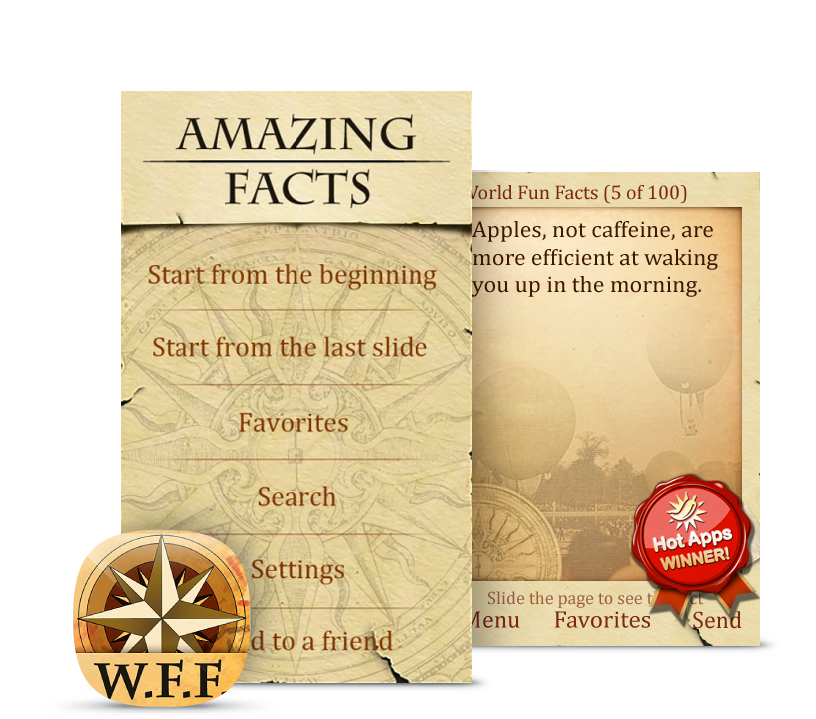 AMAZING
FACTS
Start from the beginning
Start from the last slide
Favorites
Search
Settings
to a friend
W.F.F
World Fun Facts (5 of 100)
Apples, not caffeine, are
more efficient at waking
you up in the morning.
Slide the page to see
Menu Favorites Send
Hot Apps
WINNER!